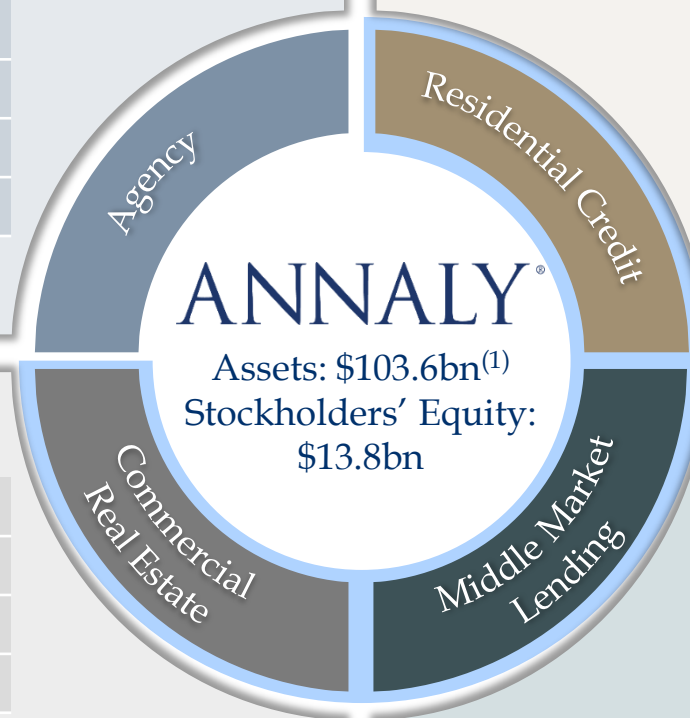 Agency
Residential Credit
ANNALY®
Assets: $103.6bn(1)
Stockholders’ Equity:
$13.8bn
Commercial
Real Estate
Middle Market
Lending